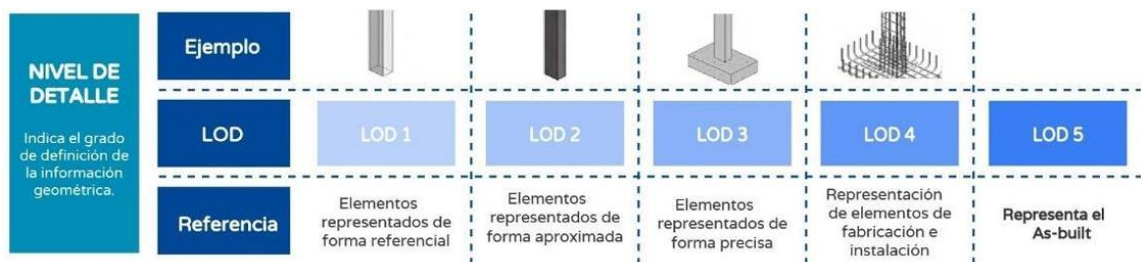 NIVEL DE
DETALLE
Indica el grado
de definición de
la información
geométrica.
Ejemplo
LOD
LOD 1
LOD 2
LOD 3
LOD 4
LOD 5
Referencia
Elementos
representados de
forma referencial
Elementos
representados de
forma aproximada
Elementos
representados de
forma precisa
Representación
de elementos de
fabricación e
instalación
Representa el
As-built